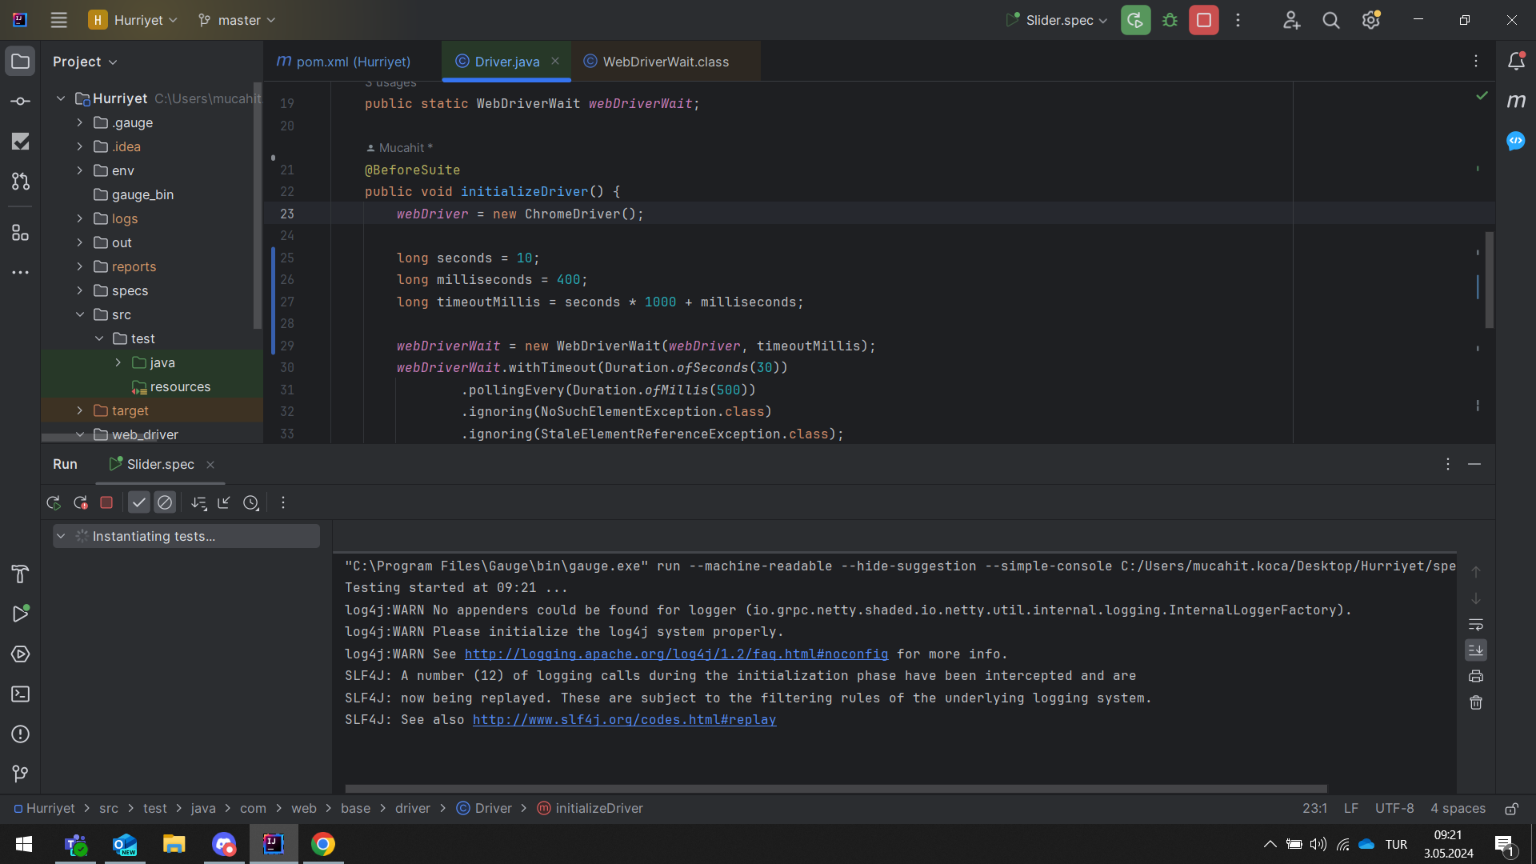 H Hurriyet master Slider.spec
Project
pom.xml (Hurriyet) Driver.java WebDriverWait.class
Hurriyet C:\Users\mucahit
.gauge
.idea
env
gauge_bin
logs
out
reports
specs
src
test
java
resources
target
web_driver
3 usages
19 public static WebDriverWait webDriverWait;
20
Mucahit *
21 @BeforeSuite
22 public void initializeDriver() {
23 webDriver = new ChromeDriver();
24
25 long seconds = 10;
26 long milliseconds = 400;
27 long timeoutMillis = seconds * 1000 + milliseconds;
28
29 webDriverWait = new WebDriverWait(webDriver, timeoutMillis);
30 webDriverWait.withTimeout(Duration.ofSeconds(30))
31 .pollingEvery(Duration.ofMillis(500))
32 .ignoring(NoSuchElementException.class)
33 .ignoring(StaleElementReferenceException.class);
Run Slider.spec
Instantiating tests...
"C:\Program Files\Gauge\bin\gauge.exe" run --machine-readable --hide-suggestion --simple-console C:/Users/mucahit.koca/Desktop/Hurriyet/spe
Testing started at 09:21 ...
log4j:WARN No appenders could be found for logger (io.grpc.netty.shaded.io.netty.util.internal.logging.InternalLoggerFactory).
log4j:WARN Please initialize the log4j system properly.
log4j:WARN See http://logging.apache.org/log4j/1.2/faq.html#noconfig for more info.
SLF4J: A number (12) of logging calls during the initialization phase have been intercepted and are
SLF4J: now being replayed. These are subject to the filtering rules of the underlying logging system.
SLF4J: See also http://www.slf4j.org/codes.html#replay
Hurriyet > src > test > java > com > web > base > driver > Driver > initializeDriver
23:1 LF UTF-8 4 spaces
TUR 09:21
3.05.2024
1